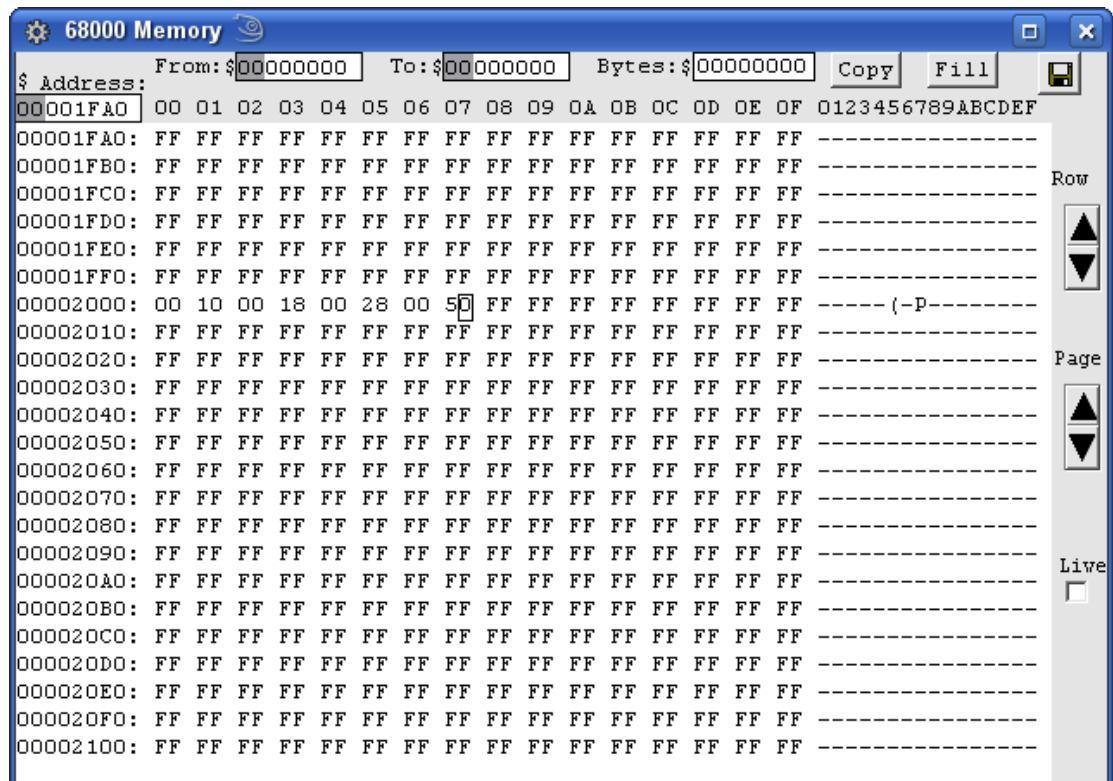 68000 Memory
From:$00000000 To:$00000000 Bytes:$00000000 Copy Fill
$ Address:
00001FA0 00 01 02 03 04 05 06 07 08 09 0A 0B 0C 0D 0E 0F 0123456789ABCDEF
00001FA0: FF FF FF FF FF FF FF FF FF FF FF FF FF FF FF FF ----------------
00001FB0: FF FF FF FF FF FF FF FF FF FF FF FF FF FF FF FF ----------------
Row
00001FC0: FF FF FF FF FF FF FF FF FF FF FF FF FF FF FF FF ----------------
00001FD0: FF FF FF FF FF FF FF FF FF FF FF FF FF FF FF FF ----------------
00001FE0: FF FF FF FF FF FF FF FF FF FF FF FF FF FF FF FF ----------------
00001FF0: FF FF FF FF FF FF FF FF FF FF FF FF FF FF FF FF ----------------
00002000: 00 10 00 18 00 28 00 50 FF FF FF FF FF FF FF FF -----(-P--------
00002010: FF FF FF FF FF FF FF FF FF FF FF FF FF FF FF FF ----------------
00002020: FF FF FF FF FF FF FF FF FF FF FF FF FF FF FF FF ---------------- Page
00002030: FF FF FF FF FF FF FF FF FF FF FF FF FF FF FF FF ----------------
00002040: FF FF FF FF FF FF FF FF FF FF FF FF FF FF FF FF ----------------
00002050: FF FF FF FF FF FF FF FF FF FF FF FF FF FF FF FF ----------------
00002060: FF FF FF FF FF FF FF FF FF FF FF FF FF FF FF FF ----------------
00002070: FF FF FF FF FF FF FF FF FF FF FF FF FF FF FF FF ----------------
00002080: FF FF FF FF FF FF FF FF FF FF FF FF FF FF FF FF ----------------
00002090: FF FF FF FF FF FF FF FF FF FF FF FF FF FF FF FF ----------------
Live
000020A0: FF FF FF FF FF FF FF FF FF FF FF FF FF FF FF FF ----------------
000020B0: FF FF FF FF FF FF FF FF FF FF FF FF FF FF FF FF ----------------
000020C0: FF FF FF FF FF FF FF FF FF FF FF FF FF FF FF FF ----------------
000020D0: FF FF FF FF FF FF FF FF FF FF FF FF FF FF FF FF ----------------
000020E0: FF FF FF FF FF FF FF FF FF FF FF FF FF FF FF FF ----------------
000020F0: FF FF FF FF FF FF FF FF FF FF FF FF FF FF FF FF ----------------
00002100: FF FF FF FF FF FF FF FF FF FF FF FF FF FF FF FF ----------------